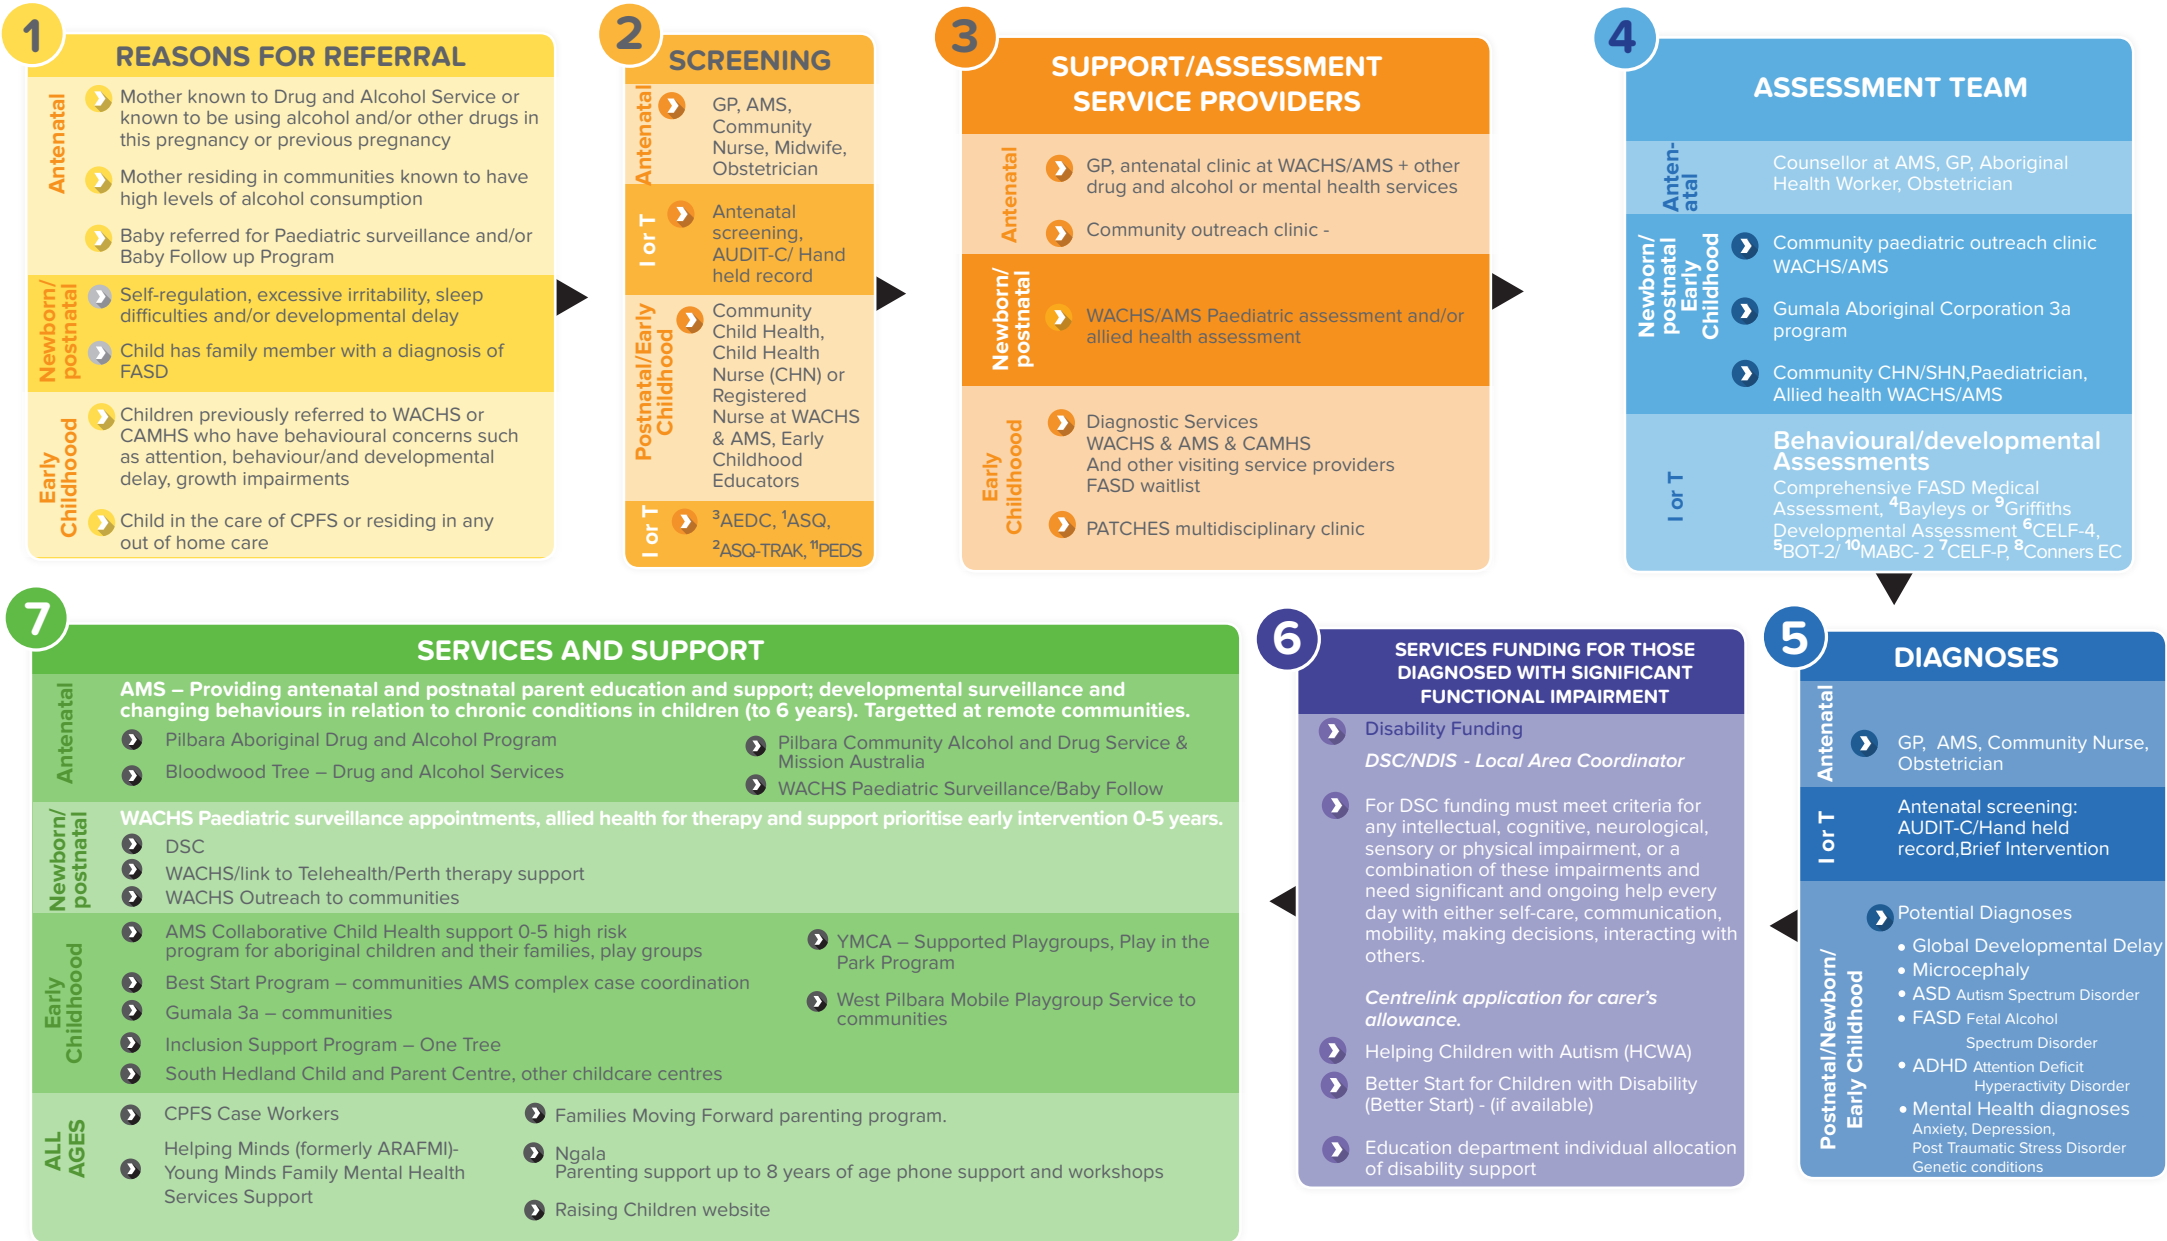 1
REASONS FOR REFERRAL
Antenatal
Mother known to Drug and Alcohol Service or
known to be using alcohol and/or other drugs in
this pregnancy or previous pregnancy
Mother residing in communities known to have
high levels of alcohol consumption
Baby referred for Paediatric surveillance and/or
Baby Follow up Program
Newborn/
postnatal
Self-regulation, excessive irritability, sleep
difficulties and/or developmental delay
Child has family member with a diagnosis of
FASD
Early
Childhoood
Children previously referred to WACHS or
CAMHS who have behavioural concerns such
as attention, behaviour/and developmental
delay, growth impairments
Child in the care of CPFS or residing in any
out of home care
2
SCREENING
Antenatal
GP, AMS,
Community
Nurse, Midwife,
Obstetrician
I or T
Antenatal
screening,
AUDIT-C/ Hand
held record
Postnatal/Early
Childhoood
Community
Child Health,
Child Health
Nurse (CHN) or
Registered
Nurse at WACHS
& AMS, Early
Childhood
Educators
I or T
³AEDC, ¹ASQ,
²ASQ-TRAK, ¹¹PEDS
3
SUPPORT/ASSESSMENT
SERVICE PROVIDERS
Antenatal
GP, antenatal clinic at WACHS/AMS + other
drug and alcohol or mental health services
Community outreach clinic -
Newborn/
postnatal
WACHS/AMS Paediatric assessment and/or
allied health assessment
Early
Childhoood
Diagnostic Services
WACHS & AMS & CAMHS
And other visiting service providers
FASD waitlist
PATCHES multidisciplinary clinic
4
ASSESSMENT TEAM
Anten-
atal
Counsellor at AMS, GP, Aboriginal
Health Worker, Obstetrician
Newborn/
postnatal
Early
Childhood
Community paediatric outreach clinic
WACHS/AMS
Gumala Aboriginal Corporation 3a
program
Community CHN/SHN,Paediatrician,
Allied health WACHS/AMS
I or T
Behavioural/developmental
Assessments
Comprehensive FASD Medical
Assessment, ⁴Bayleys or ⁹Griffiths
Developmental Assessment ⁶CELF-4,
⁵BOT-2/ ¹⁰MABC- 2 ⁷CELF-P, ⁸Conners EC
5
DIAGNOSES
Antenatal
GP, AMS, Community Nurse,
Obstetrician
I or T
Antenatal screening:
AUDIT-C/Hand held
record,Brief Intervention
Postnatal/Newborn/
Early Childhood
Potential Diagnoses
• Global Developmental Delay
• Microcephaly
• ASD Autism Spectrum Disorder
• FASD Fetal Alcohol
Spectrum Disorder
• ADHD Attention Deficit
Hyperactivity Disorder
• Mental Health diagnoses
Anxiety, Depression,
Post Traumatic Stress Disorder
Genetic conditions
6
SERVICES FUNDING FOR THOSE
DIAGNOSED WITH SIGNIFICANT
FUNCTIONAL IMPAIRMENT
Disability Funding
DSC/NDIS - Local Area Coordinator
For DSC funding must meet criteria for
any intellectual, cognitive, neurological,
sensory or physical impairment, or a
combination of these impairments and
need significant and ongoing help every
day with either self-care, communication,
mobility, making decisions, interacting with
others.
Centrelink application for carer's
allowance.
Helping Children with Autism (HCWA)
Better Start for Children with Disability
(Better Start) - (if available)
Education department individual allocation
of disability support
7
SERVICES AND SUPPORT
Antenatal
AMS – Providing antenatal and postnatal parent education and support; developmental surveillance and
changing behaviours in relation to chronic conditions in children (to 6 years). Targetted at remote communities.
Pilbara Aboriginal Drug and Alcohol Program
Bloodwood Tree – Drug and Alcohol Services
Pilbara Community Alcohol and Drug Service &
Mission Australia
WACHS Paediatric Surveillance/Baby Follow
Newborn/
postnatal
WACHS Paediatric surveillance appointments, allied health for therapy and support prioritise early intervention 0-5 years.
DSC
WACHS/link to Telehealth/Perth therapy support
WACHS Outreach to communities
Early
Childhoood
AMS Collaborative Child Health support 0-5 high risk
program for aboriginal children and their families, play groups
Best Start Program – communities AMS complex case coordination
Gumala 3a – communities
Inclusion Support Program – One Tree
South Hedland Child and Parent Centre, other childcare centres
YMCA – Supported Playgroups, Play in the
Park Program
West Pilbara Mobile Playgroup Service to
communities
ALL
AGES
CPFS Case Workers
Helping Minds (formerly ARAFMI)-
Young Minds Family Mental Health
Services Support
Families Moving Forward parenting program.
Ngala
Parenting support up to 8 years of age phone support and workshops
Raising Children website